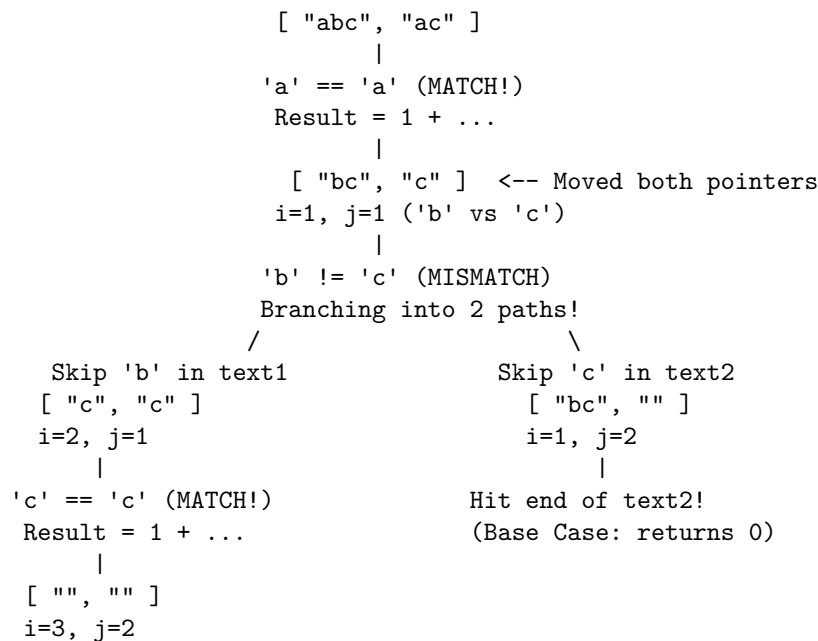 [ "abc", "ac" ]
|
'a' == 'a' (MATCH!)
Result = 1 + ...
|
[ "bc", "c" ]  <-- Moved both pointers
i=1, j=1 ('b' vs 'c')
|
'b' != 'c' (MISMATCH)
Branching into 2 paths!
/                    \
Skip 'b' in text1             Skip 'c' in text2
[ "c", "c" ]                   [ "bc", "" ]
i=2, j=1                       i=1, j=2
|                              |
'c' == 'c' (MATCH!)            Hit end of text2!
Result = 1 + ...               (Base Case: returns 0)
|
[ "", "" ]
i=3, j=2